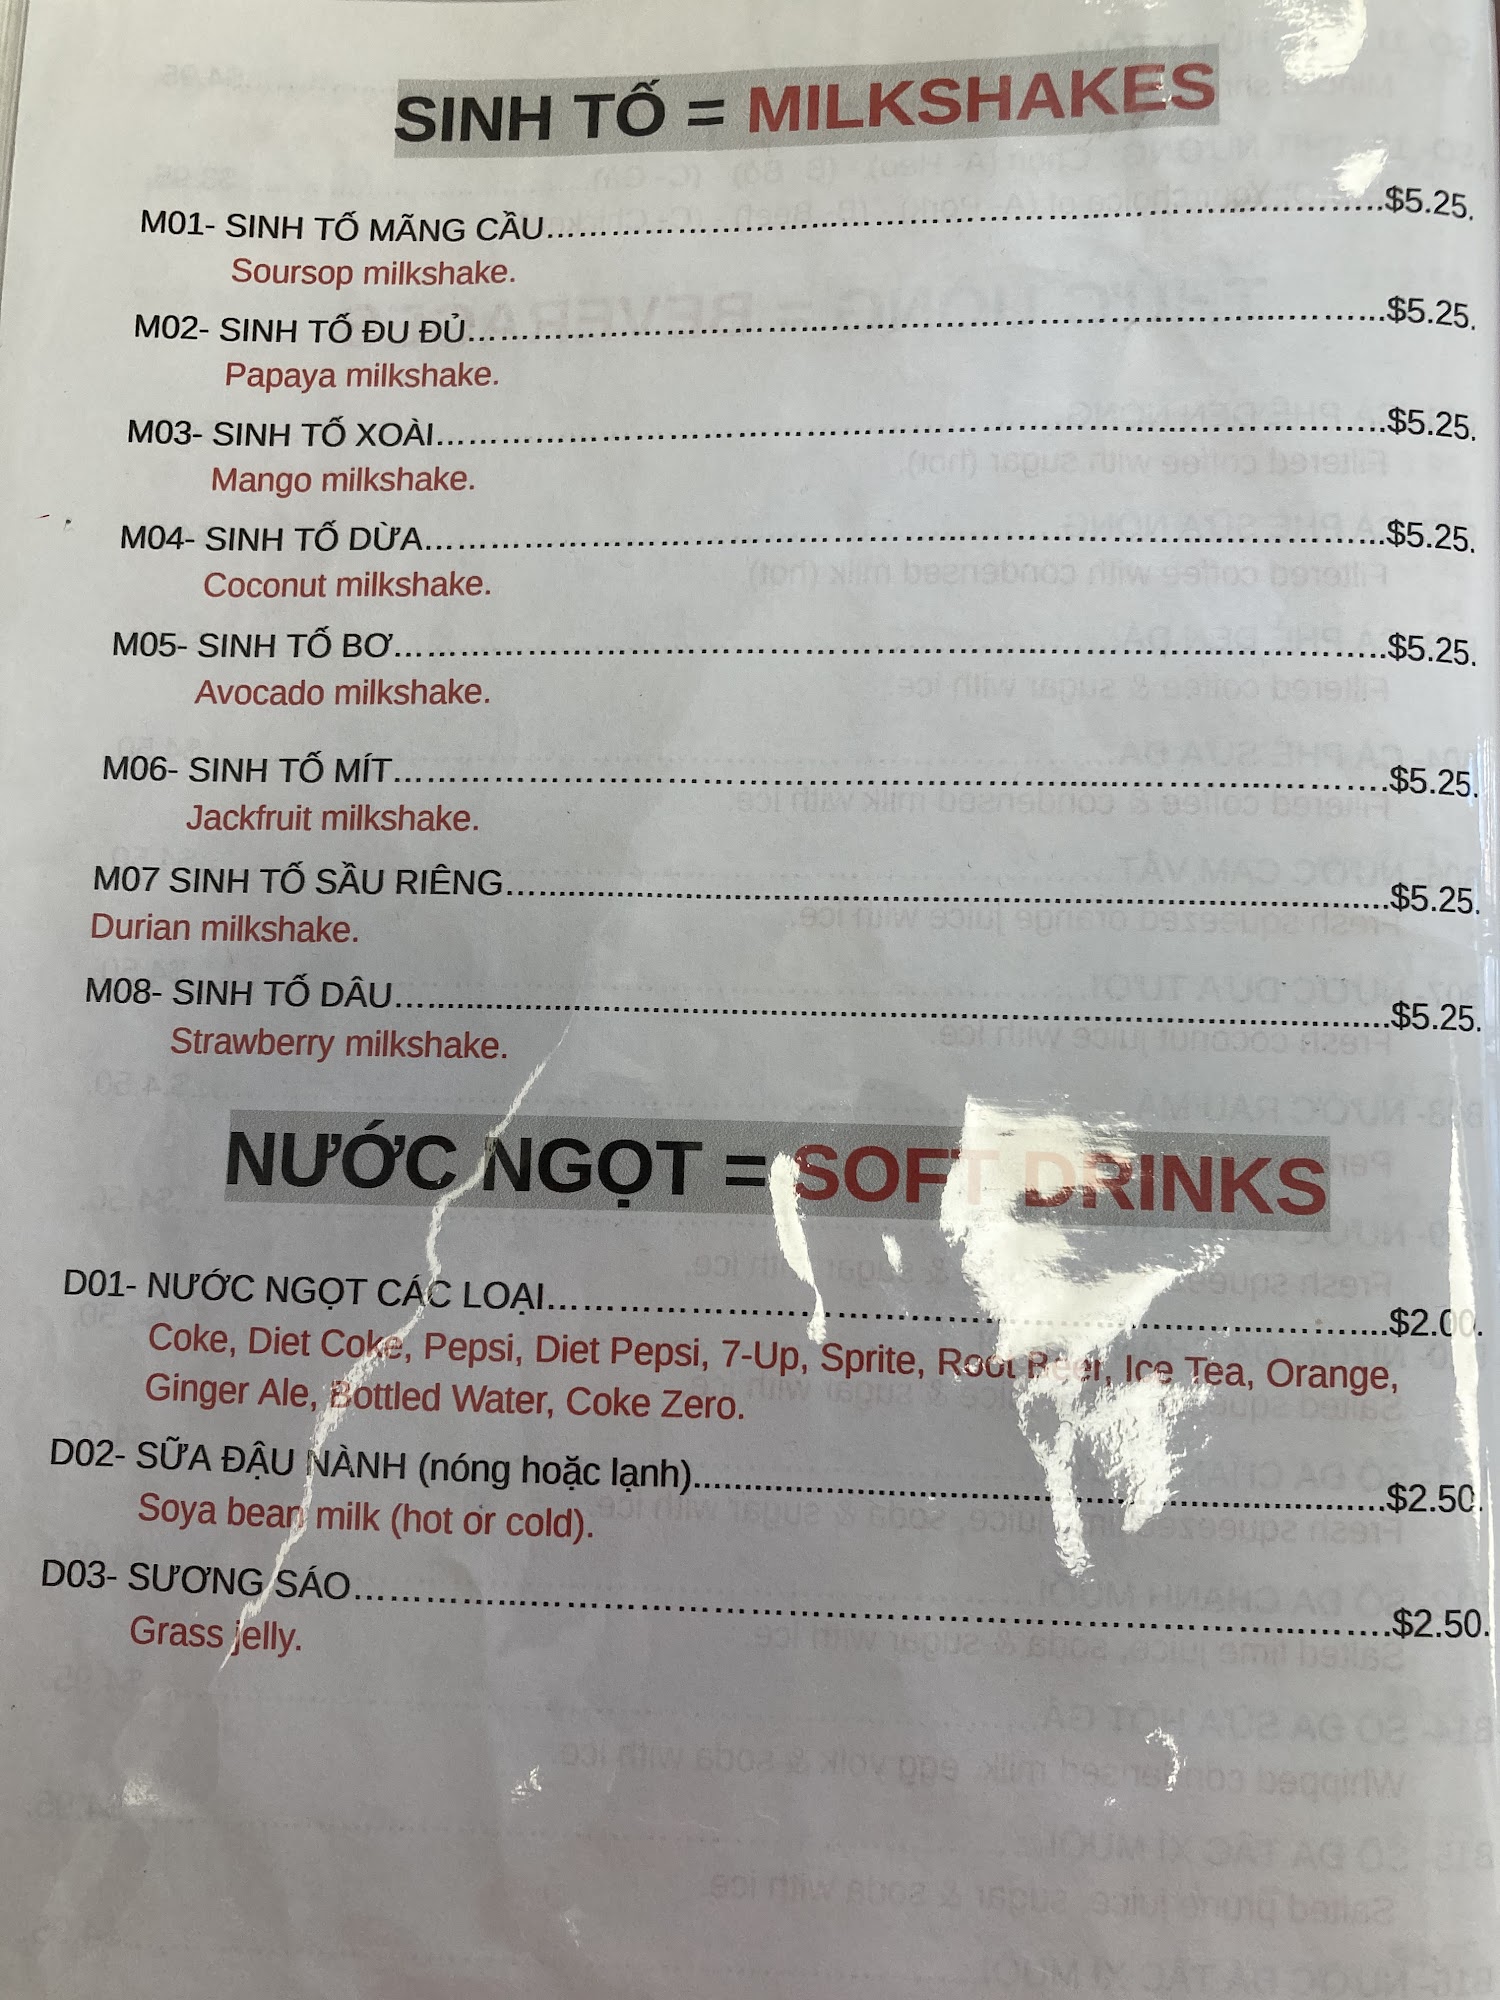 SINH TỐ = MILKSHAKES
M01- SINH TỐ MÃNG CẦU.......................................................$5.25.
Soursop milkshake.
M02- SINH TỐ ĐU ĐỦ.......................................................$5.25.
Papaya milkshake.
M03- SINH TỐ XOÀI.......................................................$5.25.
Mango milkshake.
M04- SINH TỐ DỪA.......................................................$5.25.
Coconut milkshake.
M05- SINH TỐ BƠ.......................................................$5.25.
Avocado milkshake.
M06- SINH TỐ MÍT.......................................................$5.25.
Jackfruit milkshake.
M07 SINH TỐ SẦU RIÊNG.......................................................$5.25.
Durian milkshake.
M08- SINH TỐ DÂU.......................................................$5.25.
Strawberry milkshake.
NƯỚC NGỌT = SOFT DRINKS
D01- NƯỚC NGỌT CÁC LOẠI.......................................................$2.00.
Coke, Diet Coke, Pepsi, Diet Pepsi, 7-Up, Sprite, Root Beer, Ice Tea, Orange,
Ginger Ale, Bottled Water, Coke Zero.
D02- SỮA ĐẬU NÀNH (nóng hoặc lạnh).......................................................$2.50.
Soya bean milk (hot or cold).
D03- SƯƠNG SÁO.......................................................$2.50.
Grass jelly.